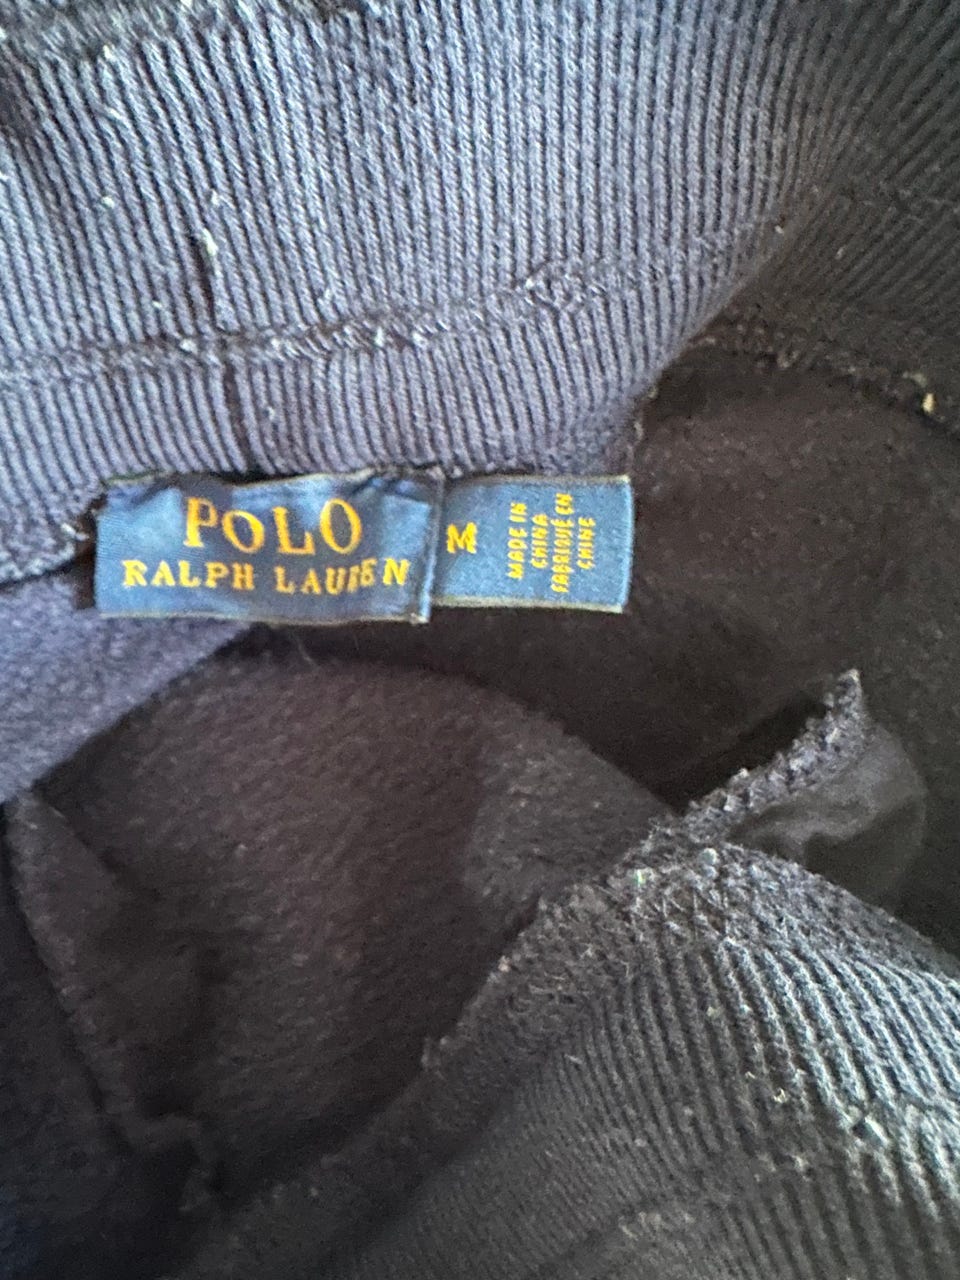 POLO
RALPH LAUREN
M
MADE IN
CHINA
FABRIQUÉ EN
CHINE